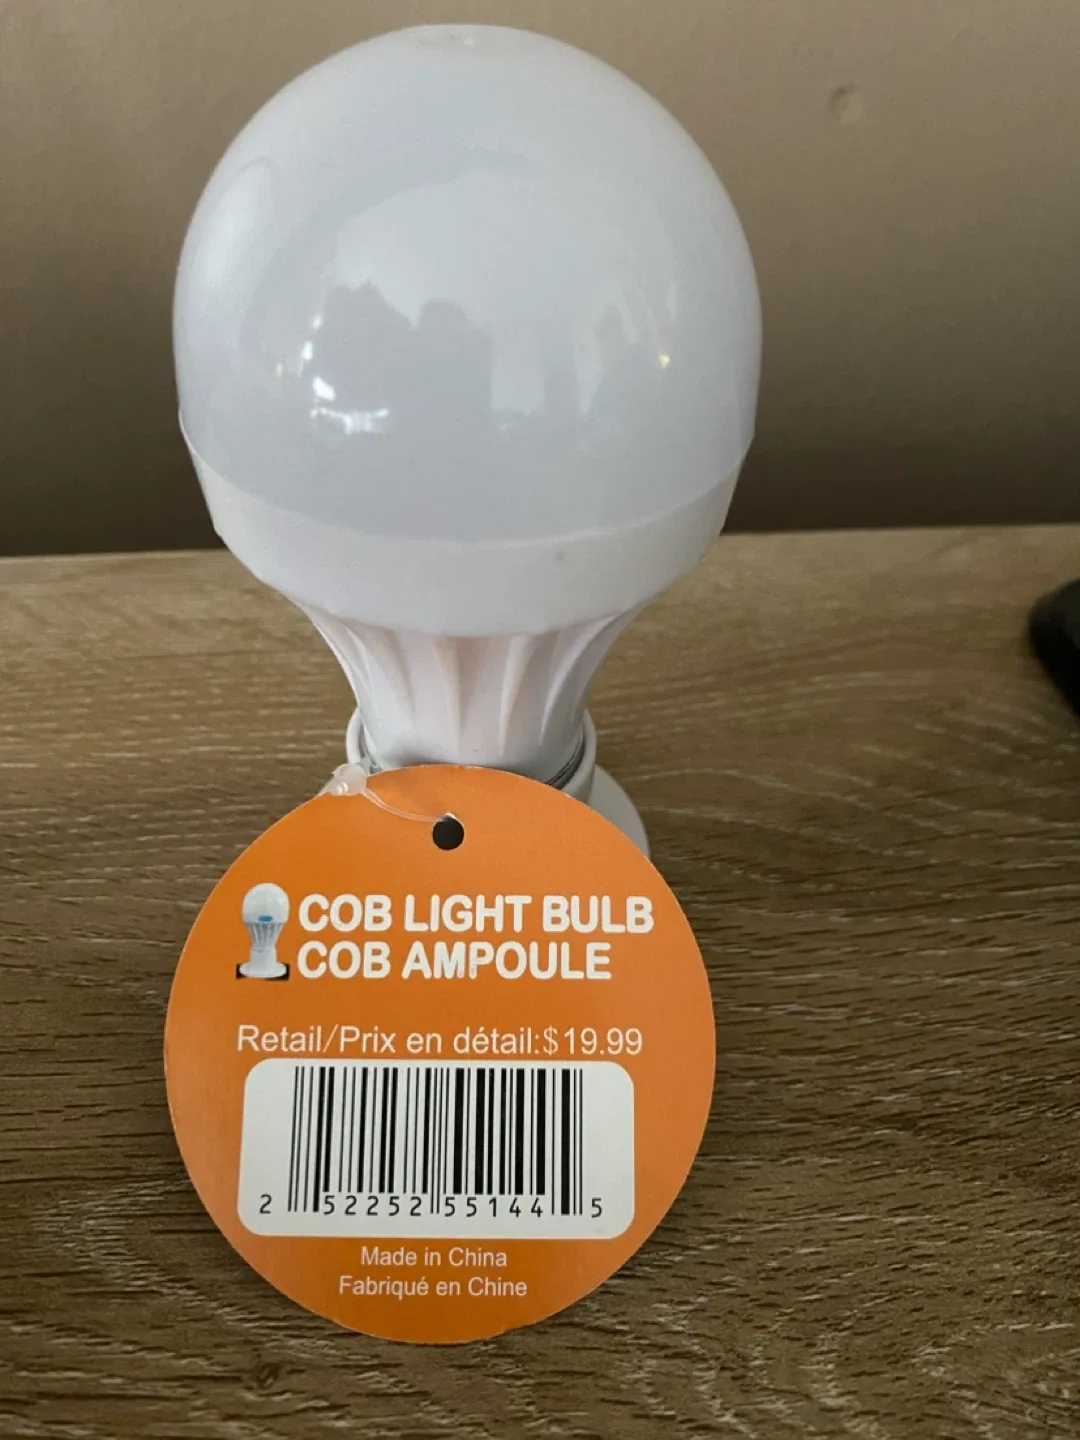 COB LIGHT BULB
COB AMPOULE
Retail/Prix en détail:$19.99
2 52252 55144 5
Made in China
Fabriqué en Chine